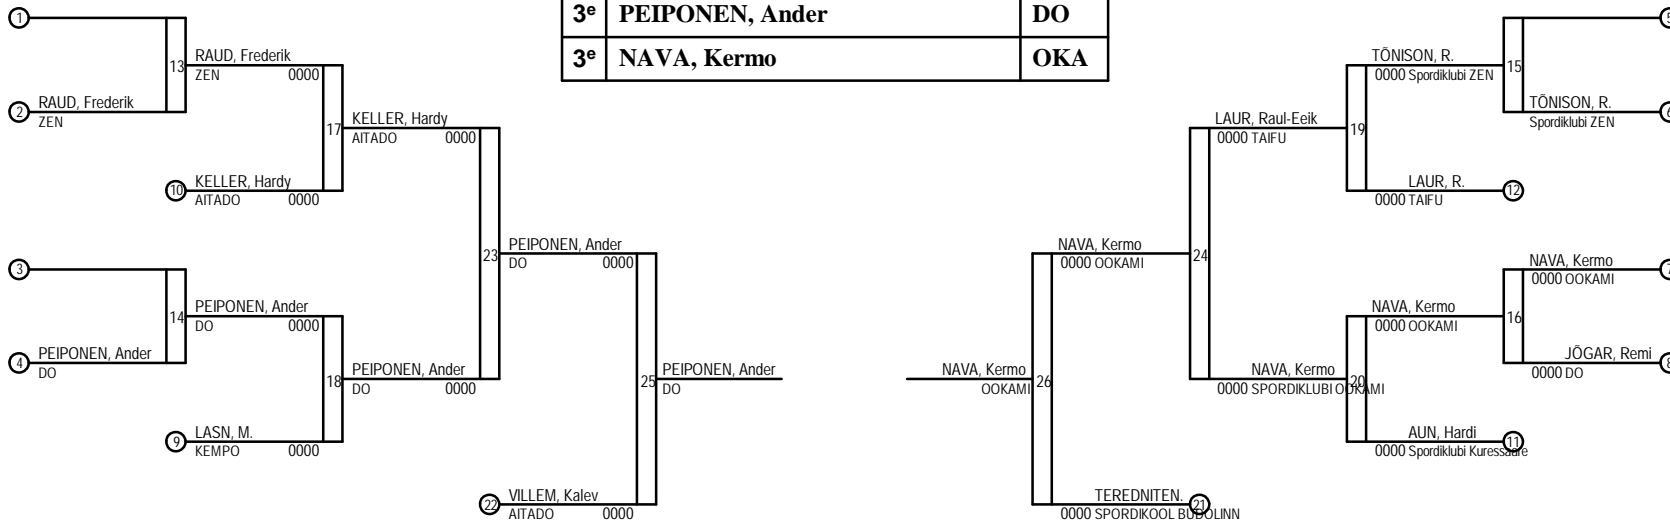 3e PEIPONEN, Ander DO
3e NAVA, Kermo OKA
1
13
RAUD, Frederik
ZEN 0000
2
RAUD, Frederik
ZEN
17
KELLER, Hardy
AITADO 0000
10
KELLER, Hardy
AITADO 0000
23
PEIPONEN, Ander
DO 0000
3
14
PEIPONEN, Ander
DO 0000
4
PEIPONEN, Ander
DO
18
PEIPONEN, Ander
DO 0000
9
LASN, M.
KEMPO 0000
25
PEIPONEN, Ander
DO
22
VILLEM, Kalev
AITADO 0000
5
15
TÕNISON, R.
0000 Spordiklubi ZEN
TÕNISON, R.
Spordiklubi ZEN
6
19
LAUR, Raul-Eeik
0000 TAIFU
LAUR, R.
0000 TAIFU
12
24
NAVA, Kermo
0000 OOKAMI
NAVA, Kermo
0000 OOKAMI
7
16
NAVA, Kermo
0000 OOKAMI
JÕGAR, Remi
0000 DO
8
20
NAVA, Kermo
0000 SPORDIKLUBI OOKAMI
AUN, Hardi
0000 Spordiklubi Kuressaare
11
26
NAVA, Kermo
OOKAMI
TEREDNITEN.
0000 SPORDIKOOL BUDOLINN
21